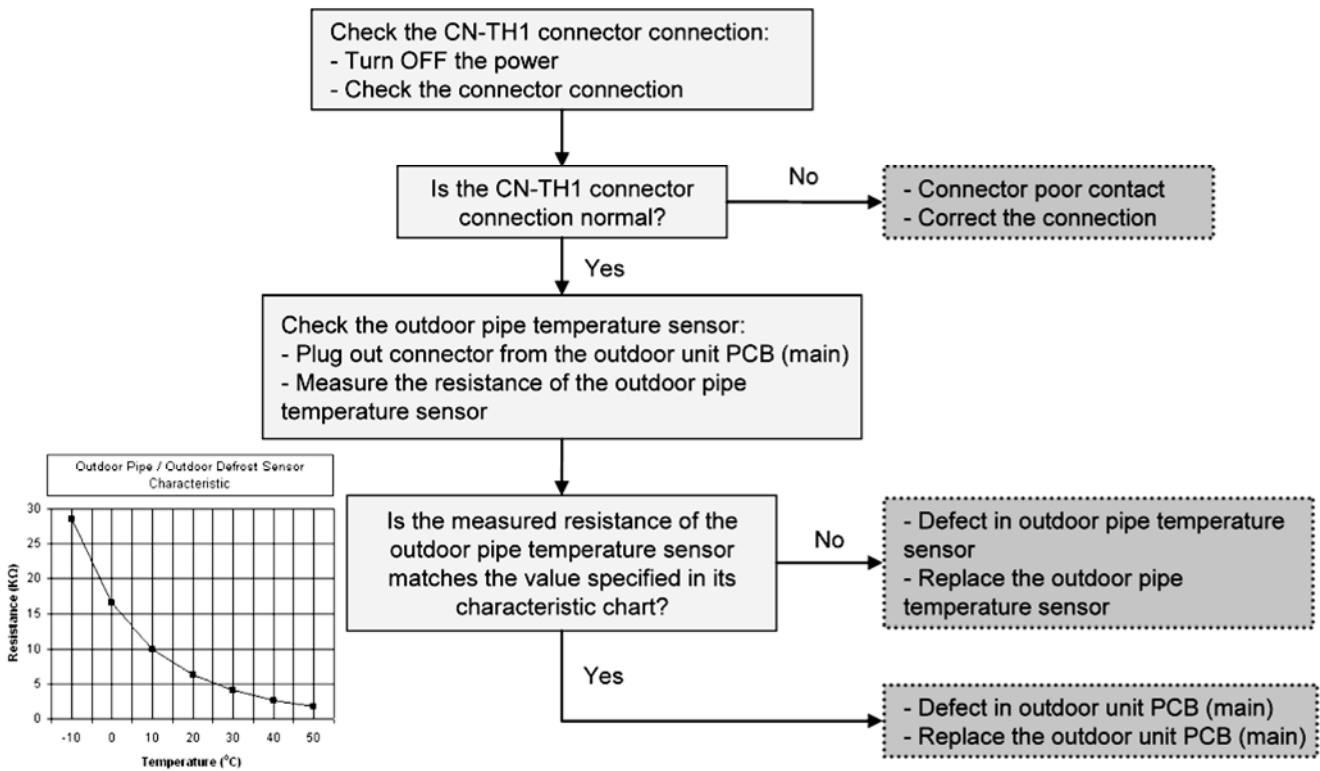 Check the CN-TH1 connector connection:
- Turn OFF the power
- Check the connector connection
Is the CN-TH1 connector
connection normal?
No
- Connector poor contact
- Correct the connection
Yes
Check the outdoor pipe temperature sensor:
- Plug out connector from the outdoor unit PCB (main)
- Measure the resistance of the outdoor pipe
temperature sensor
Outdoor Pipe / Outdoor Defrost Sensor
Characteristic
Resistance (KΩ)
30
25
20
15
10
5
0
-10 0 10 20 30 40 50
Temperature (°C)
Is the measured resistance of the
outdoor pipe temperature sensor
matches the value specified in its
characteristic chart?
No
- Defect in outdoor pipe temperature
sensor
- Replace the outdoor pipe
temperature sensor
Yes
- Defect in outdoor unit PCB (main)
- Replace the outdoor unit PCB (main)